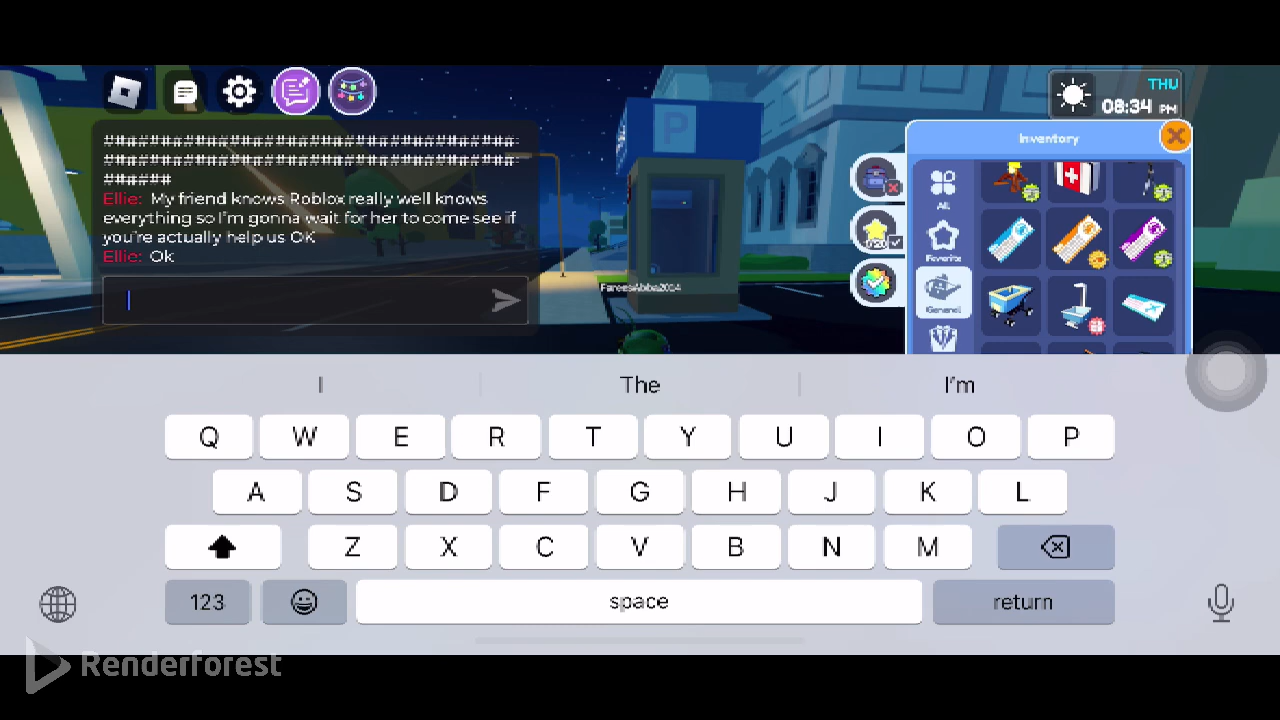 THU
08:34 PM
Inventory
#####################################
#####################################
######
Ellie: My friend knows Roblox really well knows
everything so I'm gonna wait for her to come see if
you're actually help us OK
Ellie: Ok
P
FareesAbba2014
All
Favorite
General
I
The
I'm
Q W E R T Y U I O P
A S D F G H J K L
Z X C V B N M
123
space
return
Renderforest